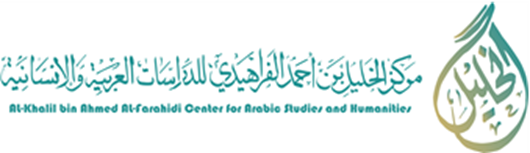 مركز الخليل بن أحمد الفراهيدي للدراسات العربية والإنسانية
AL-Khalil bin Ahmed AL-Farahidi Center for Arabic Studies and Humanities
الخليل